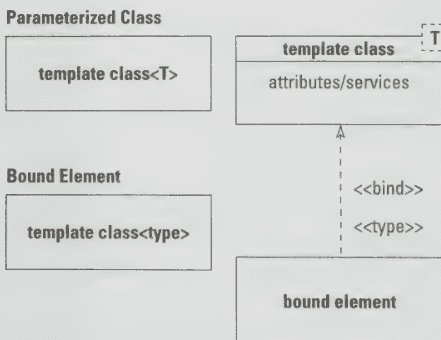 Parameterized Class
template class<T>
T
template class
attributes/services
Bound Element
<<bind>>
template class<type>
<<type>>
bound element